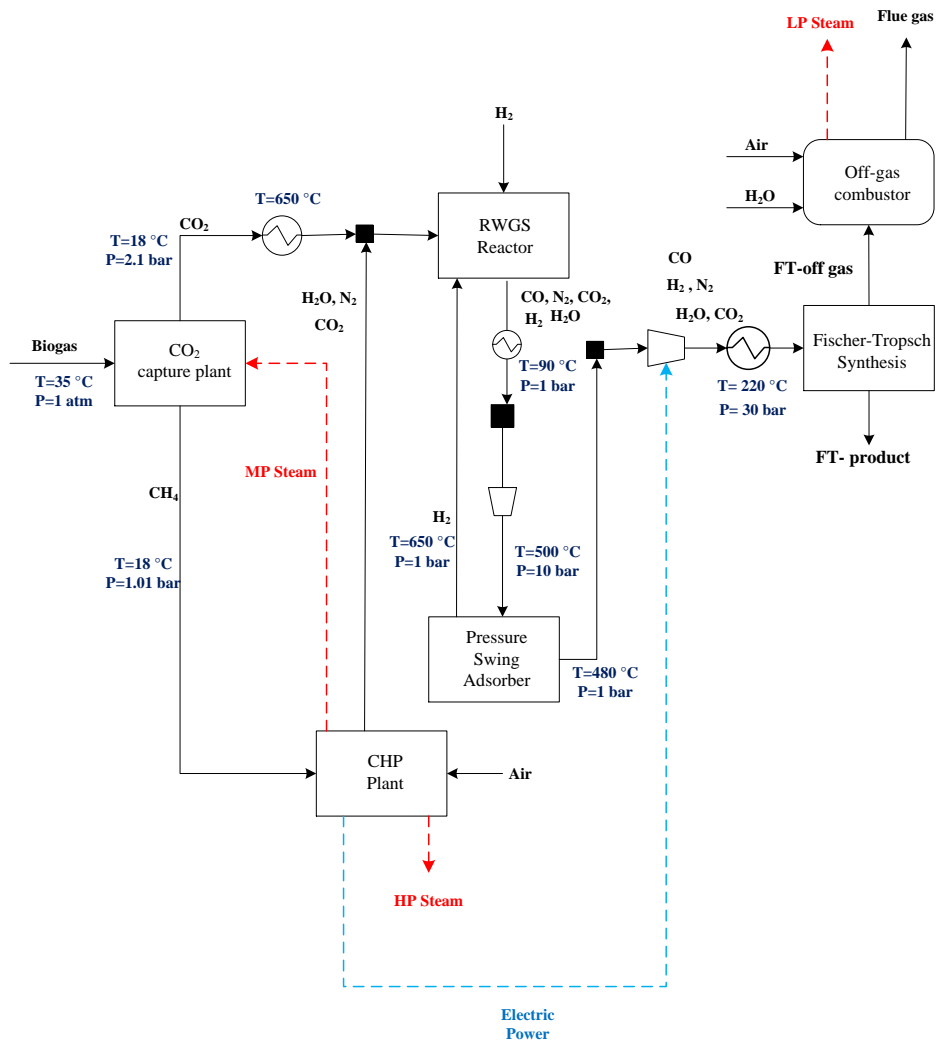 LP Steam
Flue gas
H₂
Air
H₂O
Off-gas
combustor
T=650 °C
CO₂
T=18 °C
P=2.1 bar
RWGS
Reactor
CO
H₂ , N₂
H₂O, CO₂
FT-off gas
H₂O, N₂
CO₂
CO, N₂, CO₂,
H₂ H₂O
Biogas
T=35 °C
P=1 atm
CO₂
capture plant
T=90 °C
P=1 bar
Fischer-Tropsch
Synthesis
T= 220 °C
P= 30 bar
FT- product
MP Steam
CH₄
T=18 °C
P=1.01 bar
H₂
T=650 °C
P=1 bar
T=500 °C
P=10 bar
Pressure
Swing
Adsorber
T=480 °C
P=1 bar
CHP
Plant
Air
HP Steam
Electric
Power